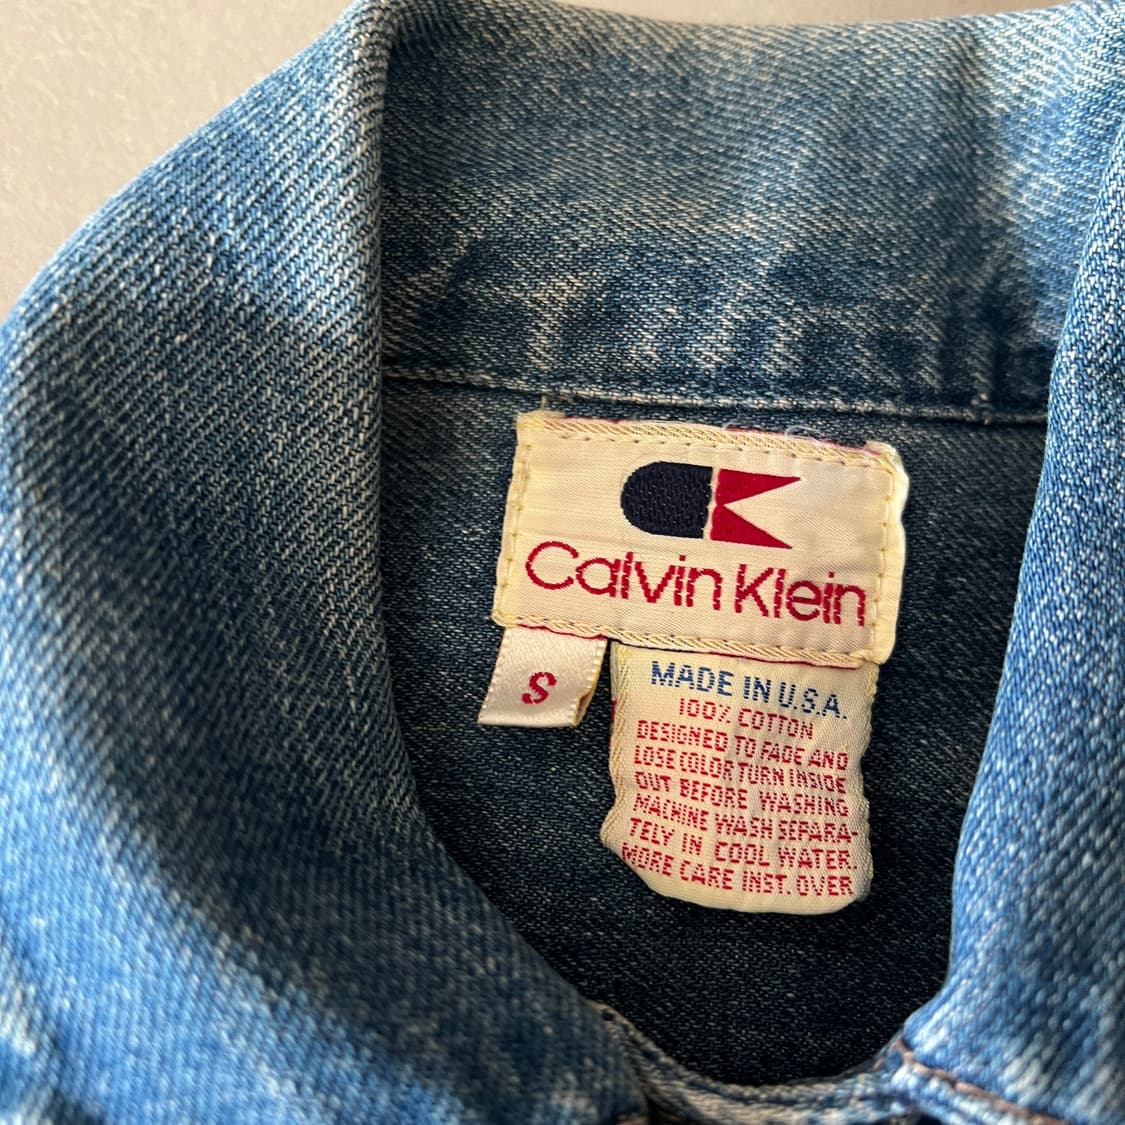 Calvin Klein
S
MADE IN U.S.A.
100% COTTON
DESIGNED TO FADE AND
LOSE COLOR TURN INSIDE
OUT BEFORE WASHING
MACHINE WASH SEPARA-
TELY IN COOL WATER.
MORE CARE INST. OVER